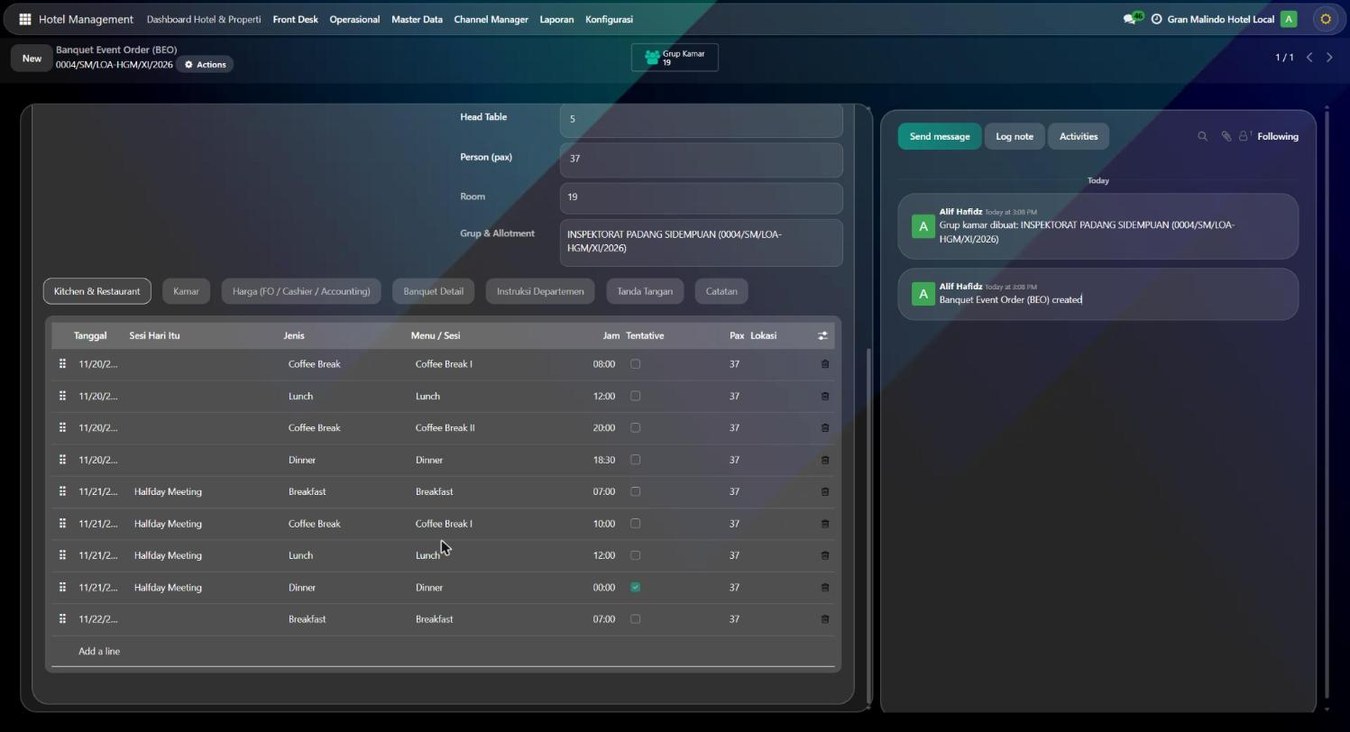 Hotel Management Dashboard Hotel & Properti Front Desk Operasional Master Data Channel Manager Laporan Konfigurasi 46 Gran Malindo Hotel Local A
New Banquet Event Order (BEO)
0004/SM/LOA-HGM/XI/2026 Actions
Grup Kamar
19
1 / 1
Head Table 5
Person (pax) 37
Room 19
Grup & Allotment INSPEKTORAT PADANG SIDEMPUAN (0004/SM/LOA-
HGM/XI/2026)
Kitchen & Restaurant Kamar Harga (FO / Cashier / Accounting) Banquet Detail Instruksi Departemen Tanda Tangan Catatan
Tanggal Sesi Hari Itu Jenis Menu / Sesi Jam Tentative Pax Lokasi
11/20/2... Coffee Break Coffee Break I 08:00 37
11/20/2... Lunch Lunch 12:00 37
11/20/2... Coffee Break Coffee Break II 20:00 37
11/20/2... Dinner Dinner 18:30 37
11/21/2... Halfday Meeting Breakfast Breakfast 07:00 37
11/21/2... Halfday Meeting Coffee Break Coffee Break I 10:00 37
11/21/2... Halfday Meeting Lunch Lunch 12:00 37
11/21/2... Halfday Meeting Dinner Dinner 00:00 37
11/22/2... Breakfast Breakfast 07:00 37
Add a line
Send message Log note Activities 1 Following
Today
A Alif Hafidz Today at 3:08 PM
Grup kamar dibuat: INSPEKTORAT PADANG SIDEMPUAN (0004/SM/LOA-
HGM/XI/2026)
A Alif Hafidz Today at 3:08 PM
Banquet Event Order (BEO) created